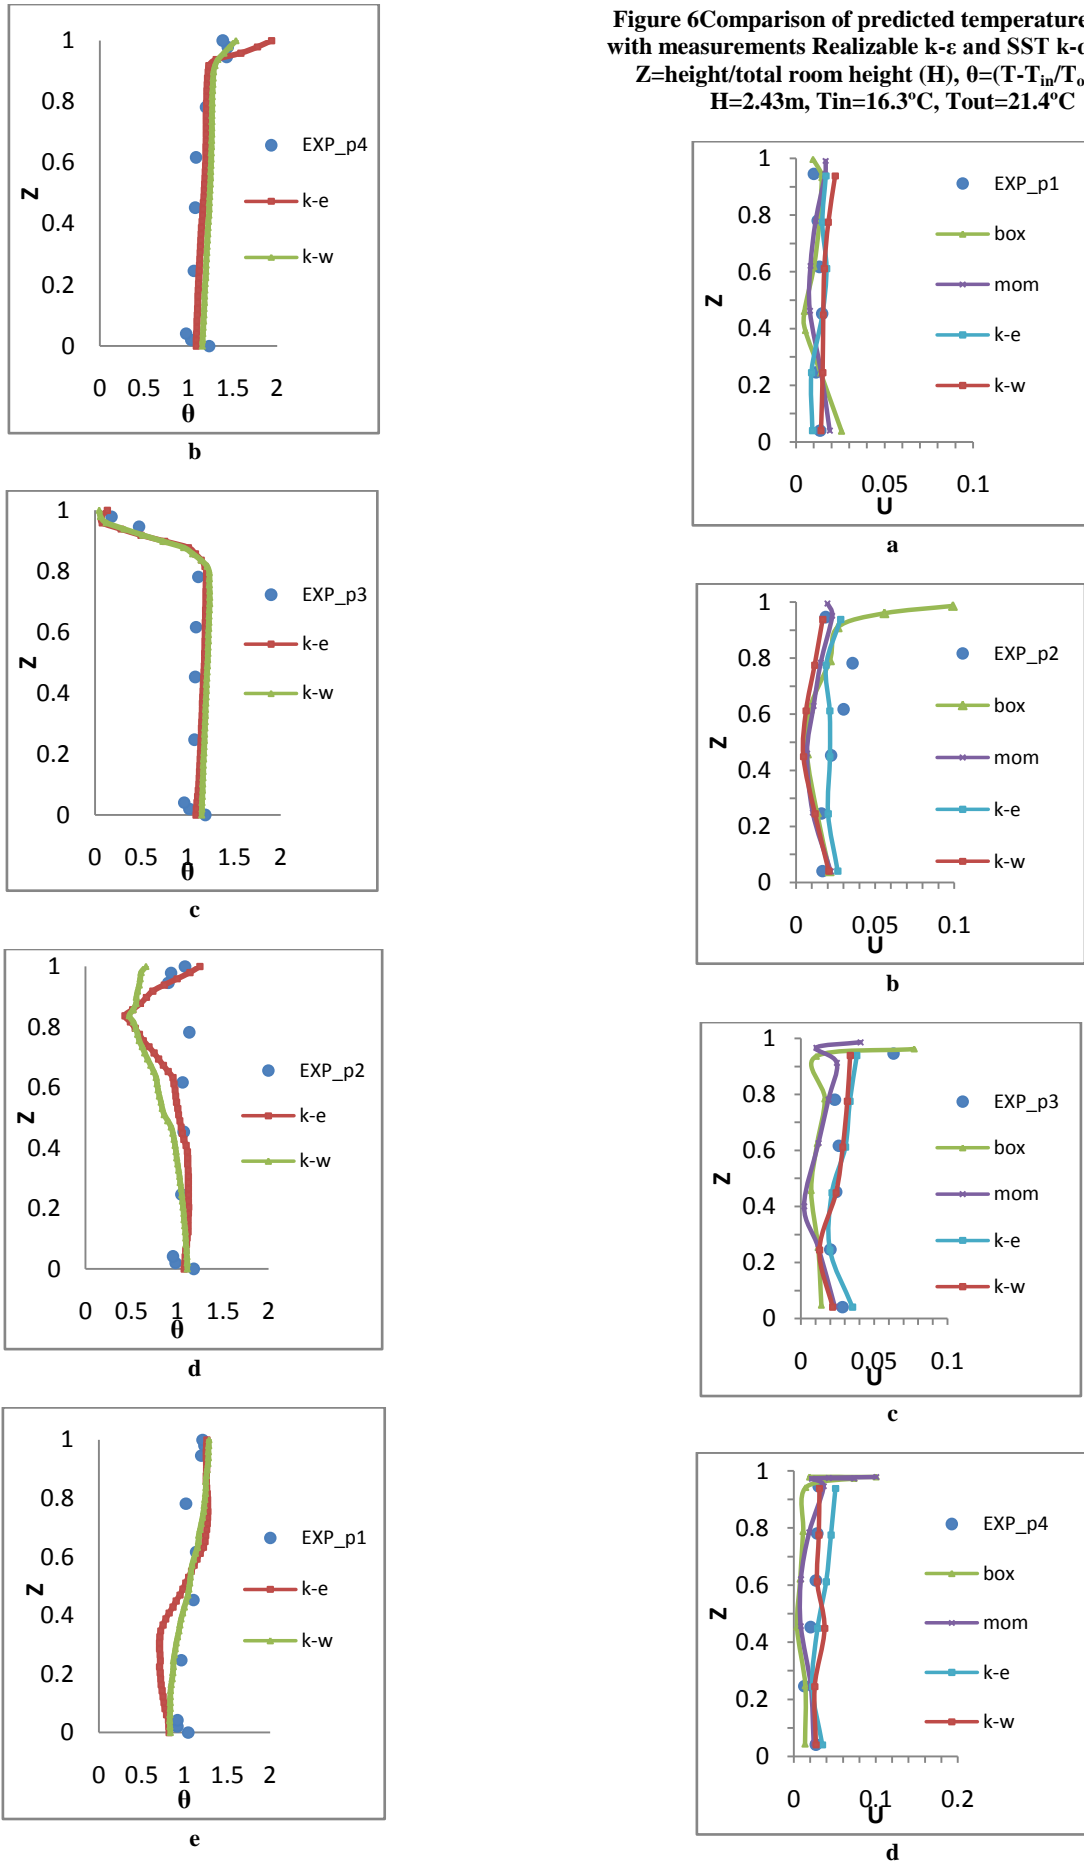 1
0.8
0.6
0.4
0.2
0
Z
0 0.5 1 1.5 2
θ
EXP_p4
k-e
k-w
b
1
0.8
0.6
0.4
0.2
0
Z
0 0.5 1 1.5 2
θ
EXP_p3
k-e
k-w
c
1
0.8
0.6
0.4
0.2
0
Z
0 0.5 1 1.5 2
θ
EXP_p2
k-e
k-w
d
1
0.8
0.6
0.4
0.2
0
Z
0 0.5 1 1.5 2
θ
EXP_p1
k-e
k-w
e
Figure 6Comparison of predicted temperature
with measurements Realizable k-ε and SST
Z=height/total room height (H), θ=(T-Tin/To
H=2.43m, Tin=16.3ºC, Tout=21.4ºC
1
0.8
0.6
0.4
0.2
0
Z
0 0.05 0.1
U
EXP_p1
box
mom
k-e
k-w
a
1
0.8
0.6
0.4
0.2
0
Z
0 0.05 0.1
U
EXP_p2
box
mom
k-e
k-w
b
1
0.8
0.6
0.4
0.2
0
Z
0 0.05 0.1
U
EXP_p3
box
mom
k-e
k-w
c
1
0.8
0.6
0.4
0.2
0
Z
0 0.1 0.2
U
EXP_p4
box
mom
k-e
k-w
d